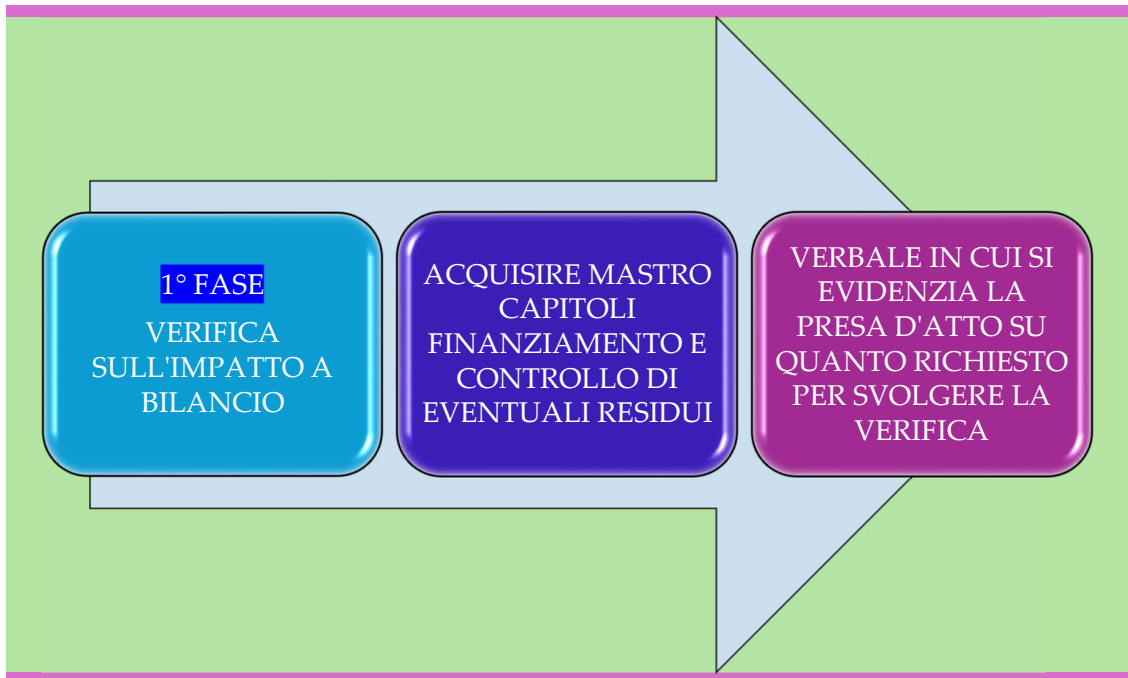 1° FASE
VERIFICA
SULL'IMPATTO A
BILANCIO
ACQUISIRE MASTRO
CAPITOLI
FINANZIAMENTO E
CONTROLLO DI
EVENTUALI RESIDUI
VERBALE IN CUI SI
EVIDENZIA LA
PRESA D'ATTO SU
QUANTO RICHIESTO
PER SVOLGERE LA
VERIFICA